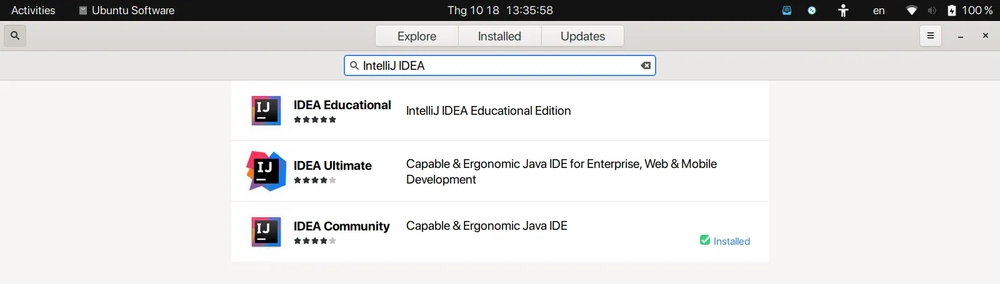 Activities Ubuntu Software Thg 10 18 13:35:58 en 100 %
Explore Installed Updates
IntelliJ IDEA
IJ IDEA Educational IntelliJ IDEA Educational Edition
IJ IDEA Ultimate Capable & Ergonomic Java IDE for Enterprise, Web & Mobile
Development
IJ IDEA Community Capable & Ergonomic Java IDE
Installed